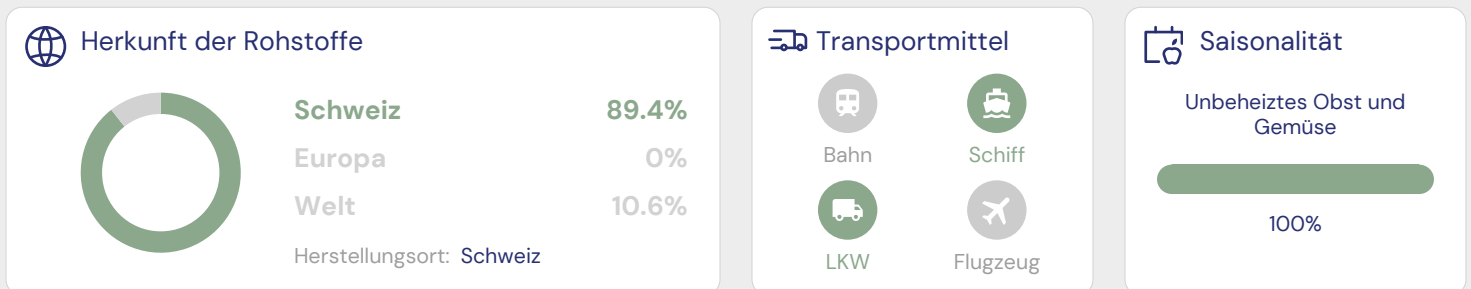 Herkunft der Rohstoffe
Schweiz 89.4%
Europa 0%
Welt 10.6%
Herstellungsort: Schweiz
Transportmittel
Bahn Schiff
LKW Flugzeug
Saisonalität
Unbeheiztes Obst und
Gemüse
100%